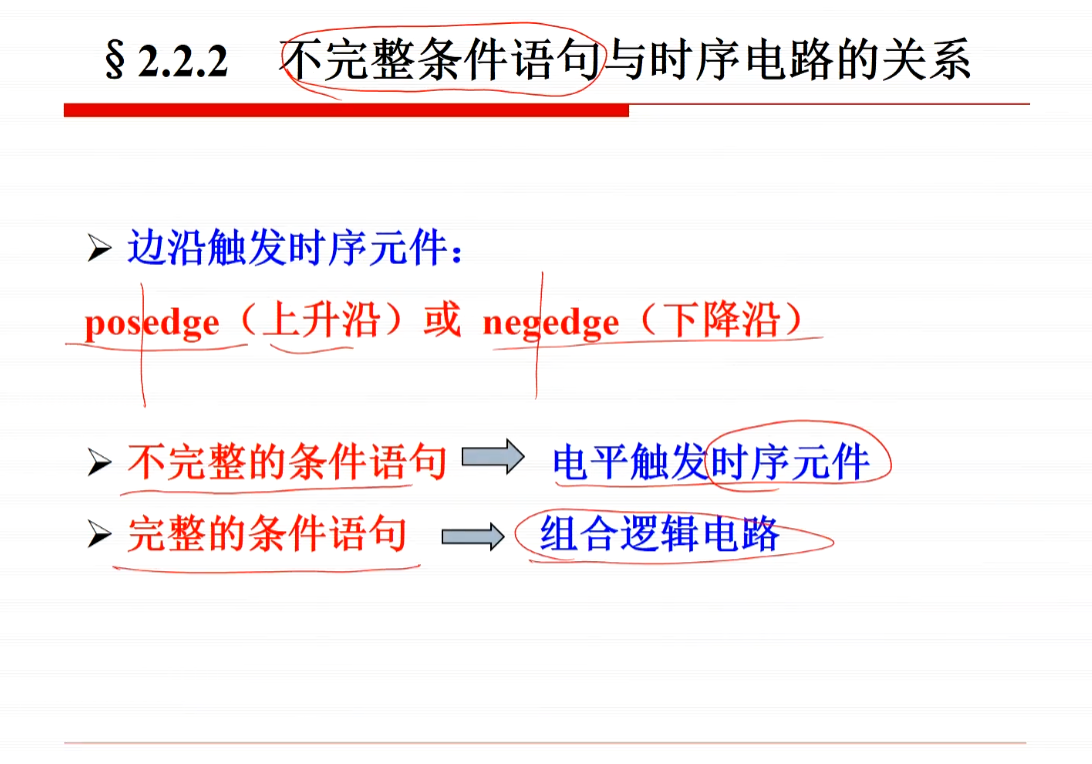 §2.2.2 不完整条件语句与时序电路的关系
➢ 边沿触发时序元件：
posedge（上升沿）或 negedge（下降沿）
➢ 不完整的条件语句 ⇨ 电平触发时序元件
➢ 完整的条件语句 ⇨ 组合逻辑电路